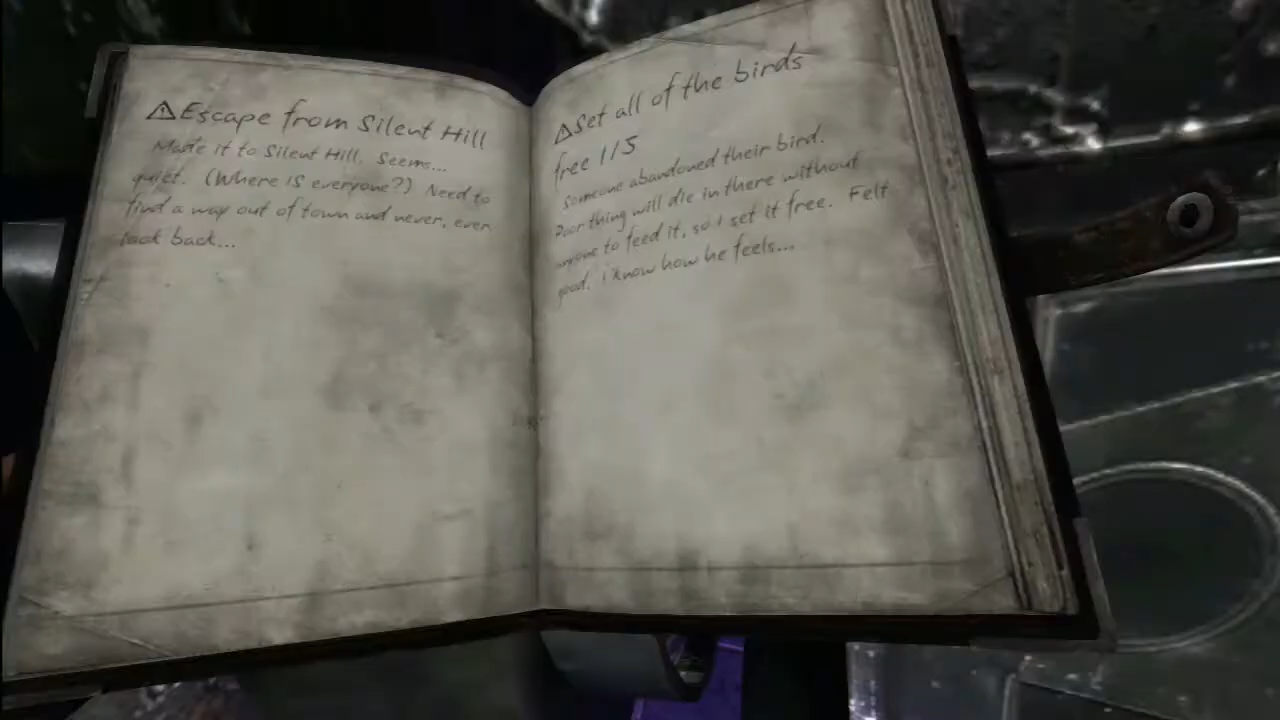 Escape from Silent Hill
Made it to Silent Hill. Seems...
quiet. (Where is everyone?) Need to
find a way out of town and never, ever
look back...
Set all of the birds
free 1/5
Someone abandoned their bird.
Poor thing will die in there without
anyone to feed it, so I set it free. Felt
good. I know how he feels...